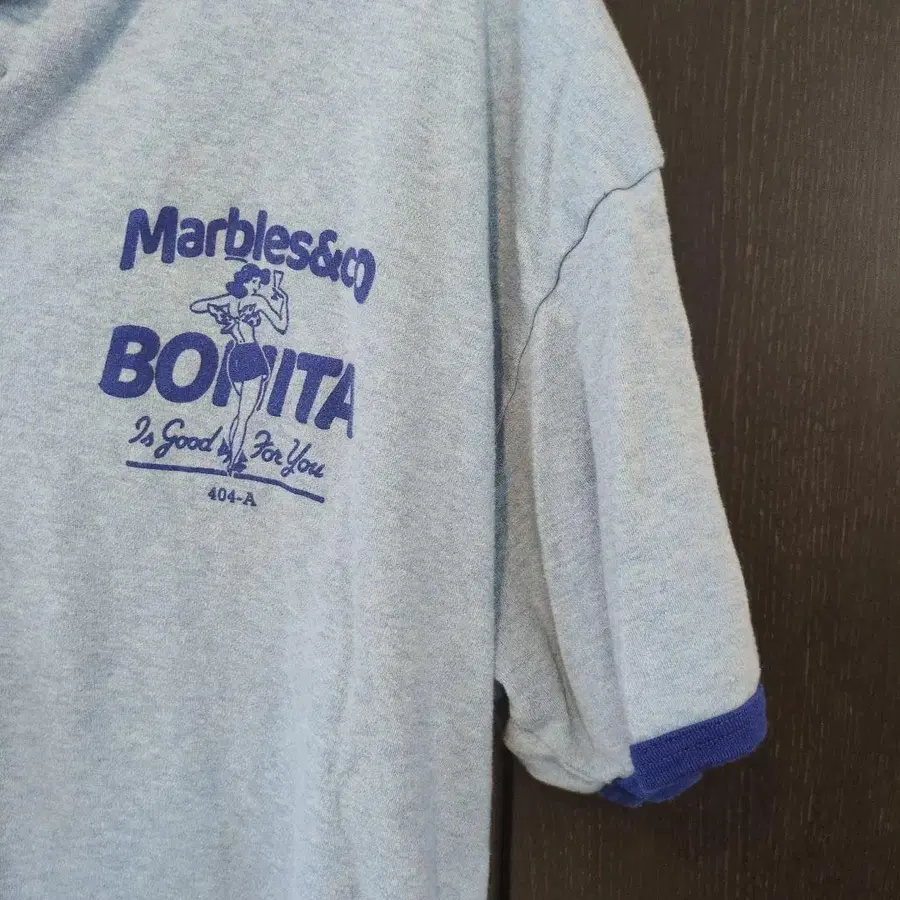 Marbles&co
BONITA
Is Good For You
404-A